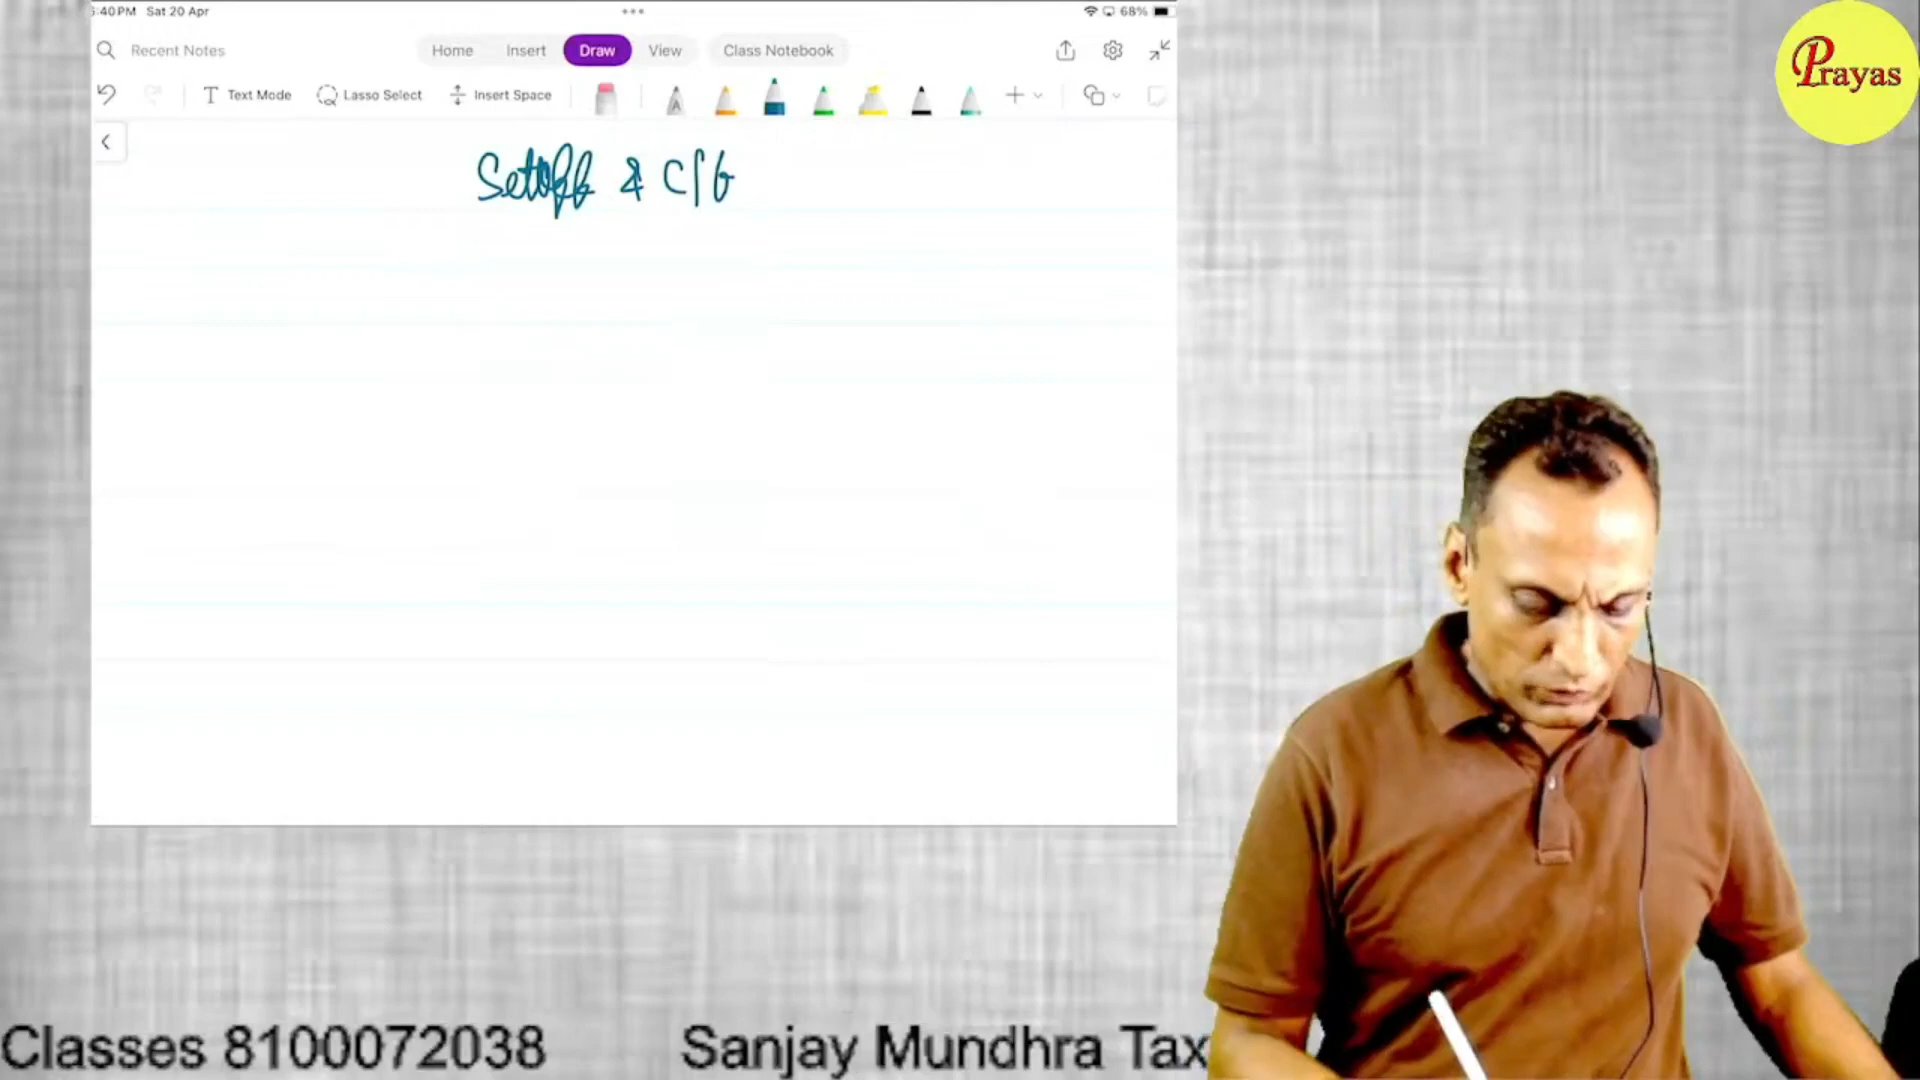 :40 PM Sat 20 Apr
68%
Recent Notes
Home Insert Draw View Class Notebook
Text Mode Lasso Select Insert Space
Setoff & C/f
Prayas
Classes 8100072038 Sanjay Mundhra Tax